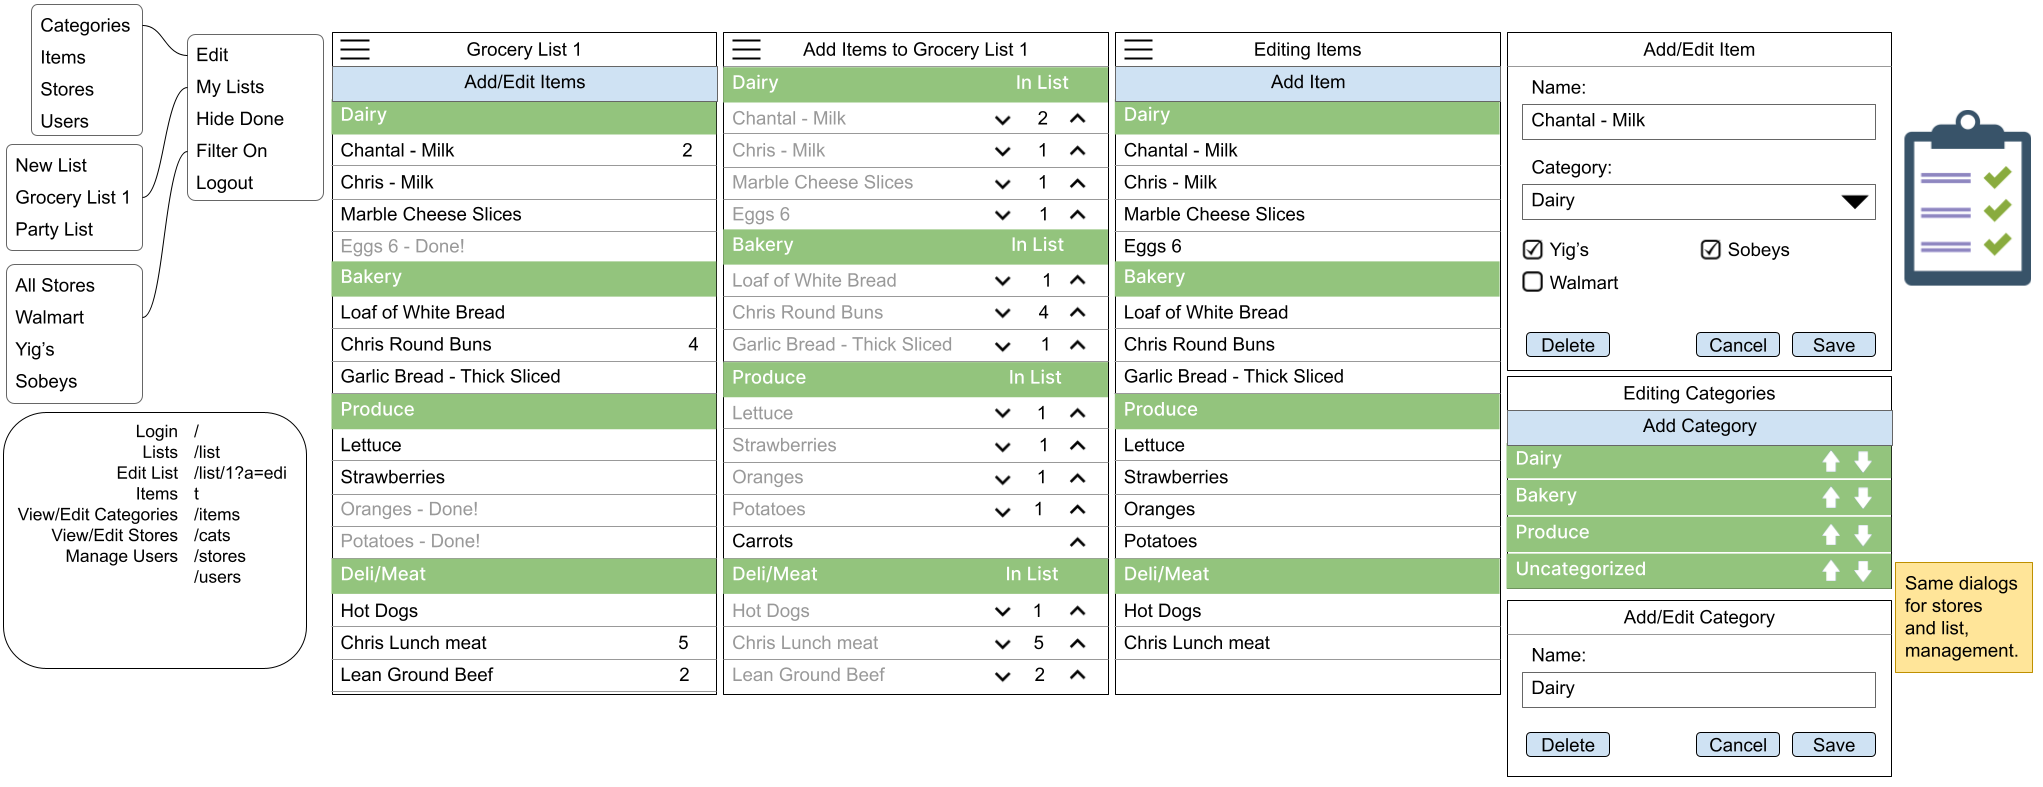 Categories
Items
Stores
Users
Edit
My Lists
Hide Done
Filter On
Logout
New List
Grocery List 1
Party List
All Stores
Walmart
Yig's
Sobeys
Login /
Lists /list
Edit List /list/1?a=edi
Items t
View/Edit Categories /items
View/Edit Stores /cats
Manage Users /stores
/users
Grocery List 1
Add/Edit Items
Dairy
Chantal - Milk 2
Chris - Milk
Marble Cheese Slices
Eggs 6 - Done!
Bakery
Loaf of White Bread
Chris Round Buns 4
Garlic Bread - Thick Sliced
Produce
Lettuce
Strawberries
Oranges - Done!
Potatoes - Done!
Deli/Meat
Hot Dogs
Chris Lunch meat 5
Lean Ground Beef 2
Add Items to Grocery List 1
Dairy In List
Chantal - Milk 2
Chris - Milk 1
Marble Cheese Slices 1
Eggs 6 1
Bakery In List
Loaf of White Bread 1
Chris Round Buns 4
Garlic Bread - Thick Sliced 1
Produce In List
Lettuce 1
Strawberries 1
Oranges 1
Potatoes 1
Carrots
Deli/Meat In List
Hot Dogs 1
Chris Lunch meat 5
Lean Ground Beef 2
Editing Items
Add Item
Dairy
Chantal - Milk
Chris - Milk
Marble Cheese Slices
Eggs 6
Bakery
Loaf of White Bread
Chris Round Buns
Garlic Bread - Thick Sliced
Produce
Lettuce
Strawberries
Oranges
Potatoes
Deli/Meat
Hot Dogs
Chris Lunch meat
Add/Edit Item
Name:
Chantal - Milk
Category:
Dairy
Yig's Sobeys
Walmart
Delete Cancel Save
Editing Categories
Add Category
Dairy
Bakery
Produce
Uncategorized
Add/Edit Category
Name:
Dairy
Delete Cancel Save
Same dialogs
for stores
and list,
management.